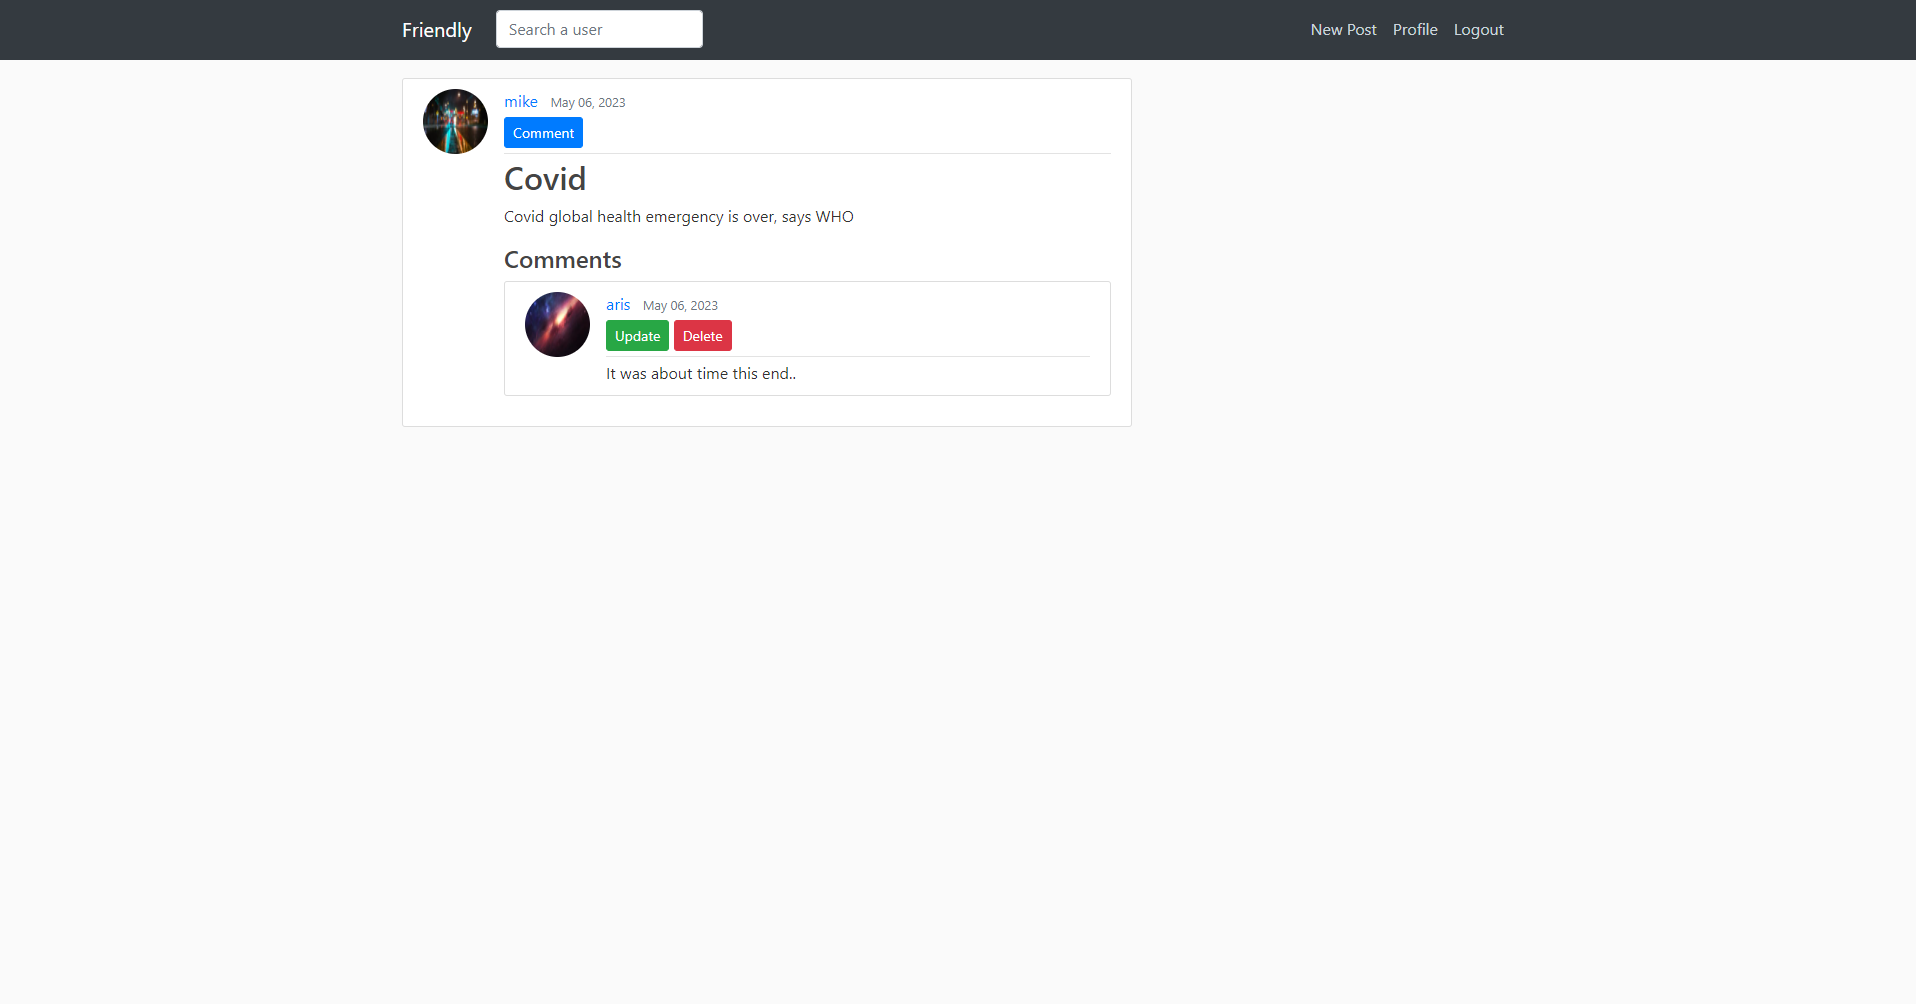 Friendly Search a user New Post Profile Logout
mike May 06, 2023
Comment
Covid
Covid global health emergency is over, says WHO
Comments
aris May 06, 2023
Update Delete
It was about time this end..